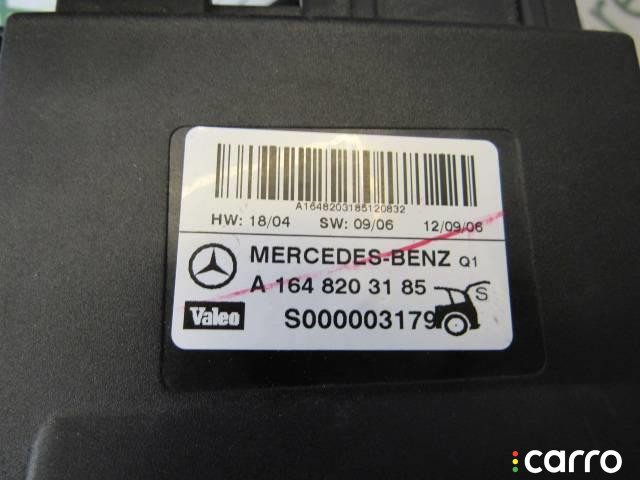 A1648203185120832
HW: 18/04 SW: 09/06 12/09/06
MERCEDES-BENZ Q1
A 164 820 31 85
S
Valeo S000003179
carro